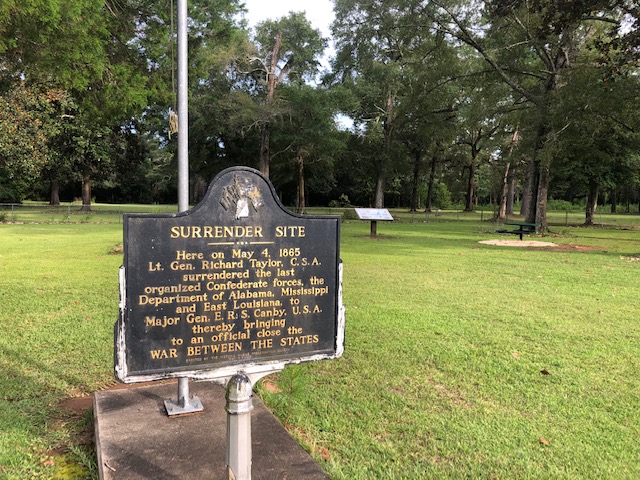 SURRENDER SITE
Here on May 4, 1865
Lt. Gen. Richard Taylor, C.S.A.
surrendered the last
organized Confederate forces, the
Department of Alabama, Mississippi
and East Louisiana, to
Major Gen. E.R.S. Canby, U.S.A.
thereby bringing
to an official close the
WAR BETWEEN THE STATES